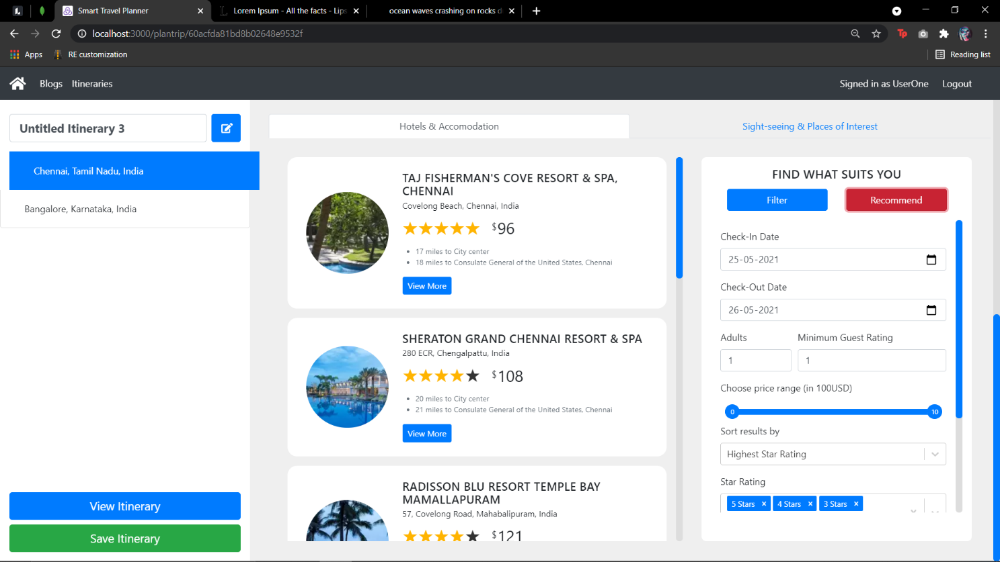 Smart Travel Planner
Lorem Ipsum - All the facts - Lips
ocean waves crashing on rocks d
localhost:3000/plantrip/60acfda81bd8b02648e9532f
Apps
RE customization
Reading list
Blogs
Itineraries
Signed in as UserOne
Logout
Untitled Itinerary 3
Chennai, Tamil Nadu, India
Bangalore, Karnataka, India
View Itinerary
Save Itinerary
Hotels & Accomodation
Sight-seeing & Places of Interest
TAJ FISHERMAN'S COVE RESORT & SPA,
CHENNAI
Covelong Beach, Chennai, India
$96
17 miles to City center
18 miles to Consulate General of the United States, Chennai
View More
SHERATON GRAND CHENNAI RESORT & SPA
280 ECR, Chengalpattu, India
$108
20 miles to City center
21 miles to Consulate General of the United States, Chennai
View More
RADISSON BLU RESORT TEMPLE BAY
MAMALLAPURAM
57, Covelong Road, Mahabalipuram, India
$121
FIND WHAT SUITS YOU
Filter
Recommend
Check-In Date
25-05-2021
Check-Out Date
26-05-2021
Adults
Minimum Guest Rating
1
1
Choose price range (in 100USD)
0
10
Sort results by
Highest Star Rating
Star Rating
5 Stars ×
4 Stars ×
3 Stars ×